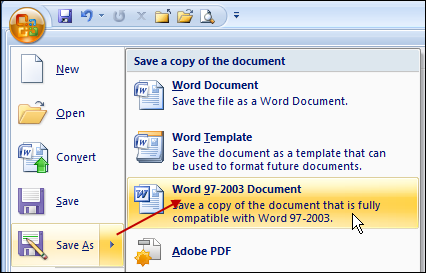 New
Open
Convert
Save
Save As
Save a copy of the document
Word Document
Save the file as a Word Document.
Word Template
Save the document as a template that can
be used to format future documents.
Word 97-2003 Document
Save a copy of the document that is fully
compatible with Word 97-2003.
Adobe PDF